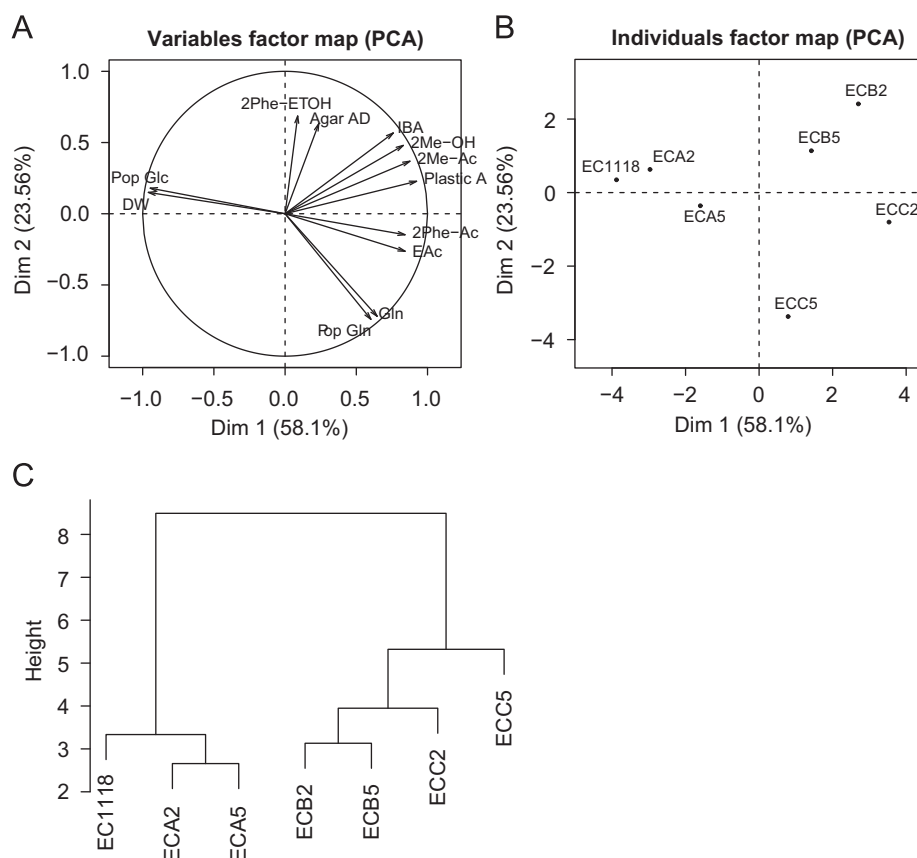 A
Variables factor map (PCA)
1.0
0.5
0.0
−0.5
−1.0
Dim 2 (23.56%)
2Phe−ETOH
Agar AD
IBA
2Me−OH
2Me−Ac
Plastic A
Pop Glc
DW
2Phe−Ac
EAc
Gln
Pop Gln
−1.0 −0.5 0.0 0.5 1.0
Dim 1 (58.1%)
B
Individuals factor map (PCA)
2
0
−2
−4
Dim 2 (23.56%)
ECB2
ECB5
ECA2
EC1118
ECA5
ECC2
ECC5
−4 −2 0 2 4
Dim 1 (58.1%)
C
8
7
6
5
4
3
2
Height
EC1118
ECA2
ECA5
ECB2
ECB5
ECC2
ECC5